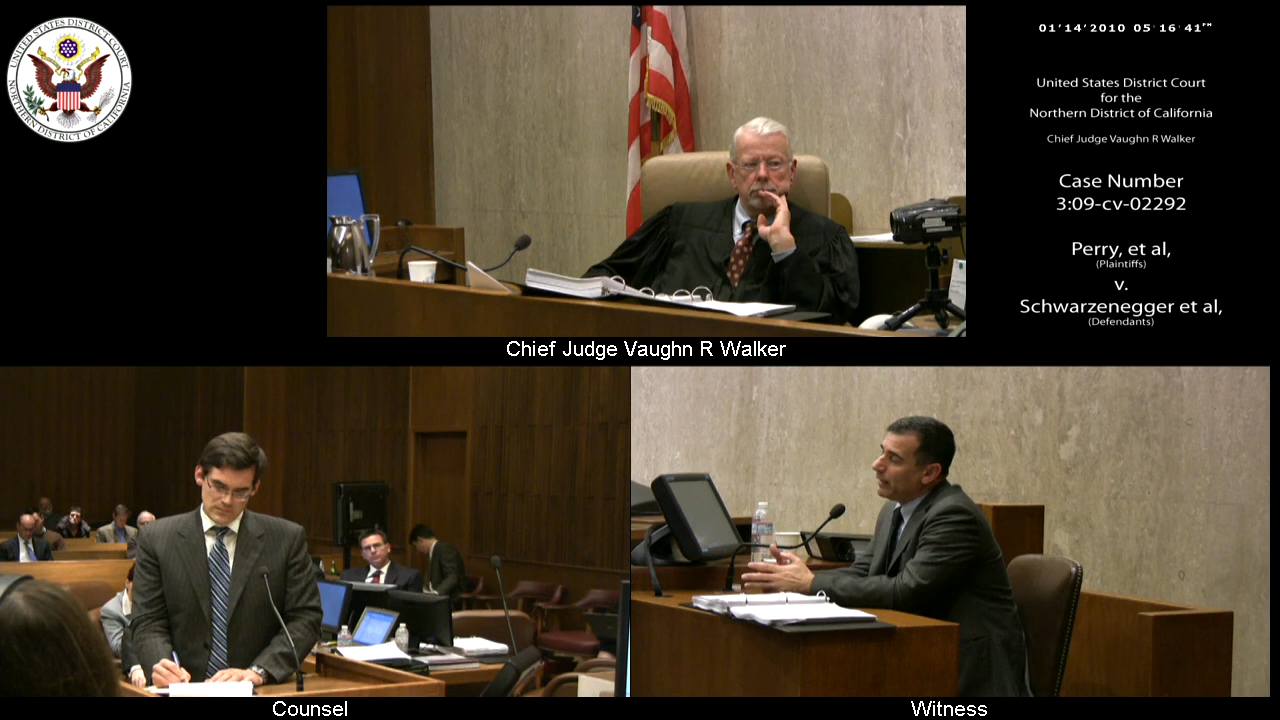 UNITED STATES DISTRICT COURT
NORTHERN DISTRICT OF CALIFORNIA
01'14'2010 05:16:41PM
United States District Court
for the
Northern District of California
Chief Judge Vaughn R Walker
Case Number
3:09-cv-02292
Perry, et al,
(Plaintiffs)
v.
Schwarzenegger et al,
(Defendants)
Chief Judge Vaughn R Walker
Counsel
Witness